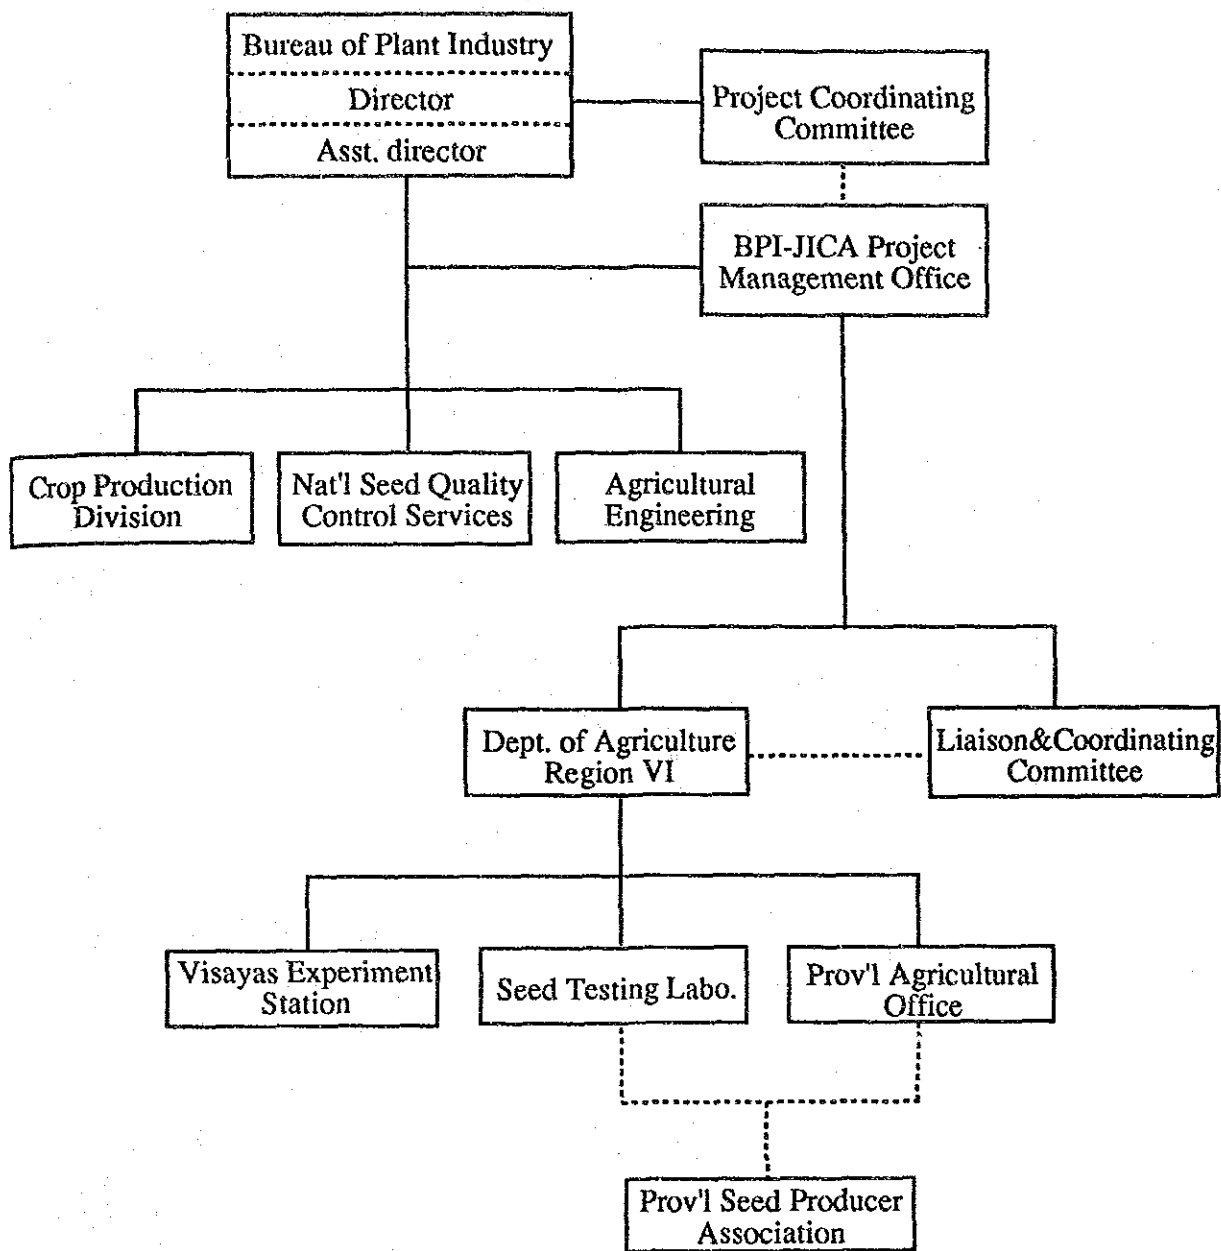 Bureau of Plant Industry
Director
Asst. director
Project Coordinating
Committee
BPI-JICA Project
Management Office
Crop Production
Division
Nat'l Seed Quality
Control Services
Agricultural
Engineering
Dept. of Agriculture
Region VI
Liaison&Coordinating
Committee
Visayas Experiment
Station
Seed Testing Labo.
Prov'l Agricultural
Office
Prov'l Seed Producer
Association